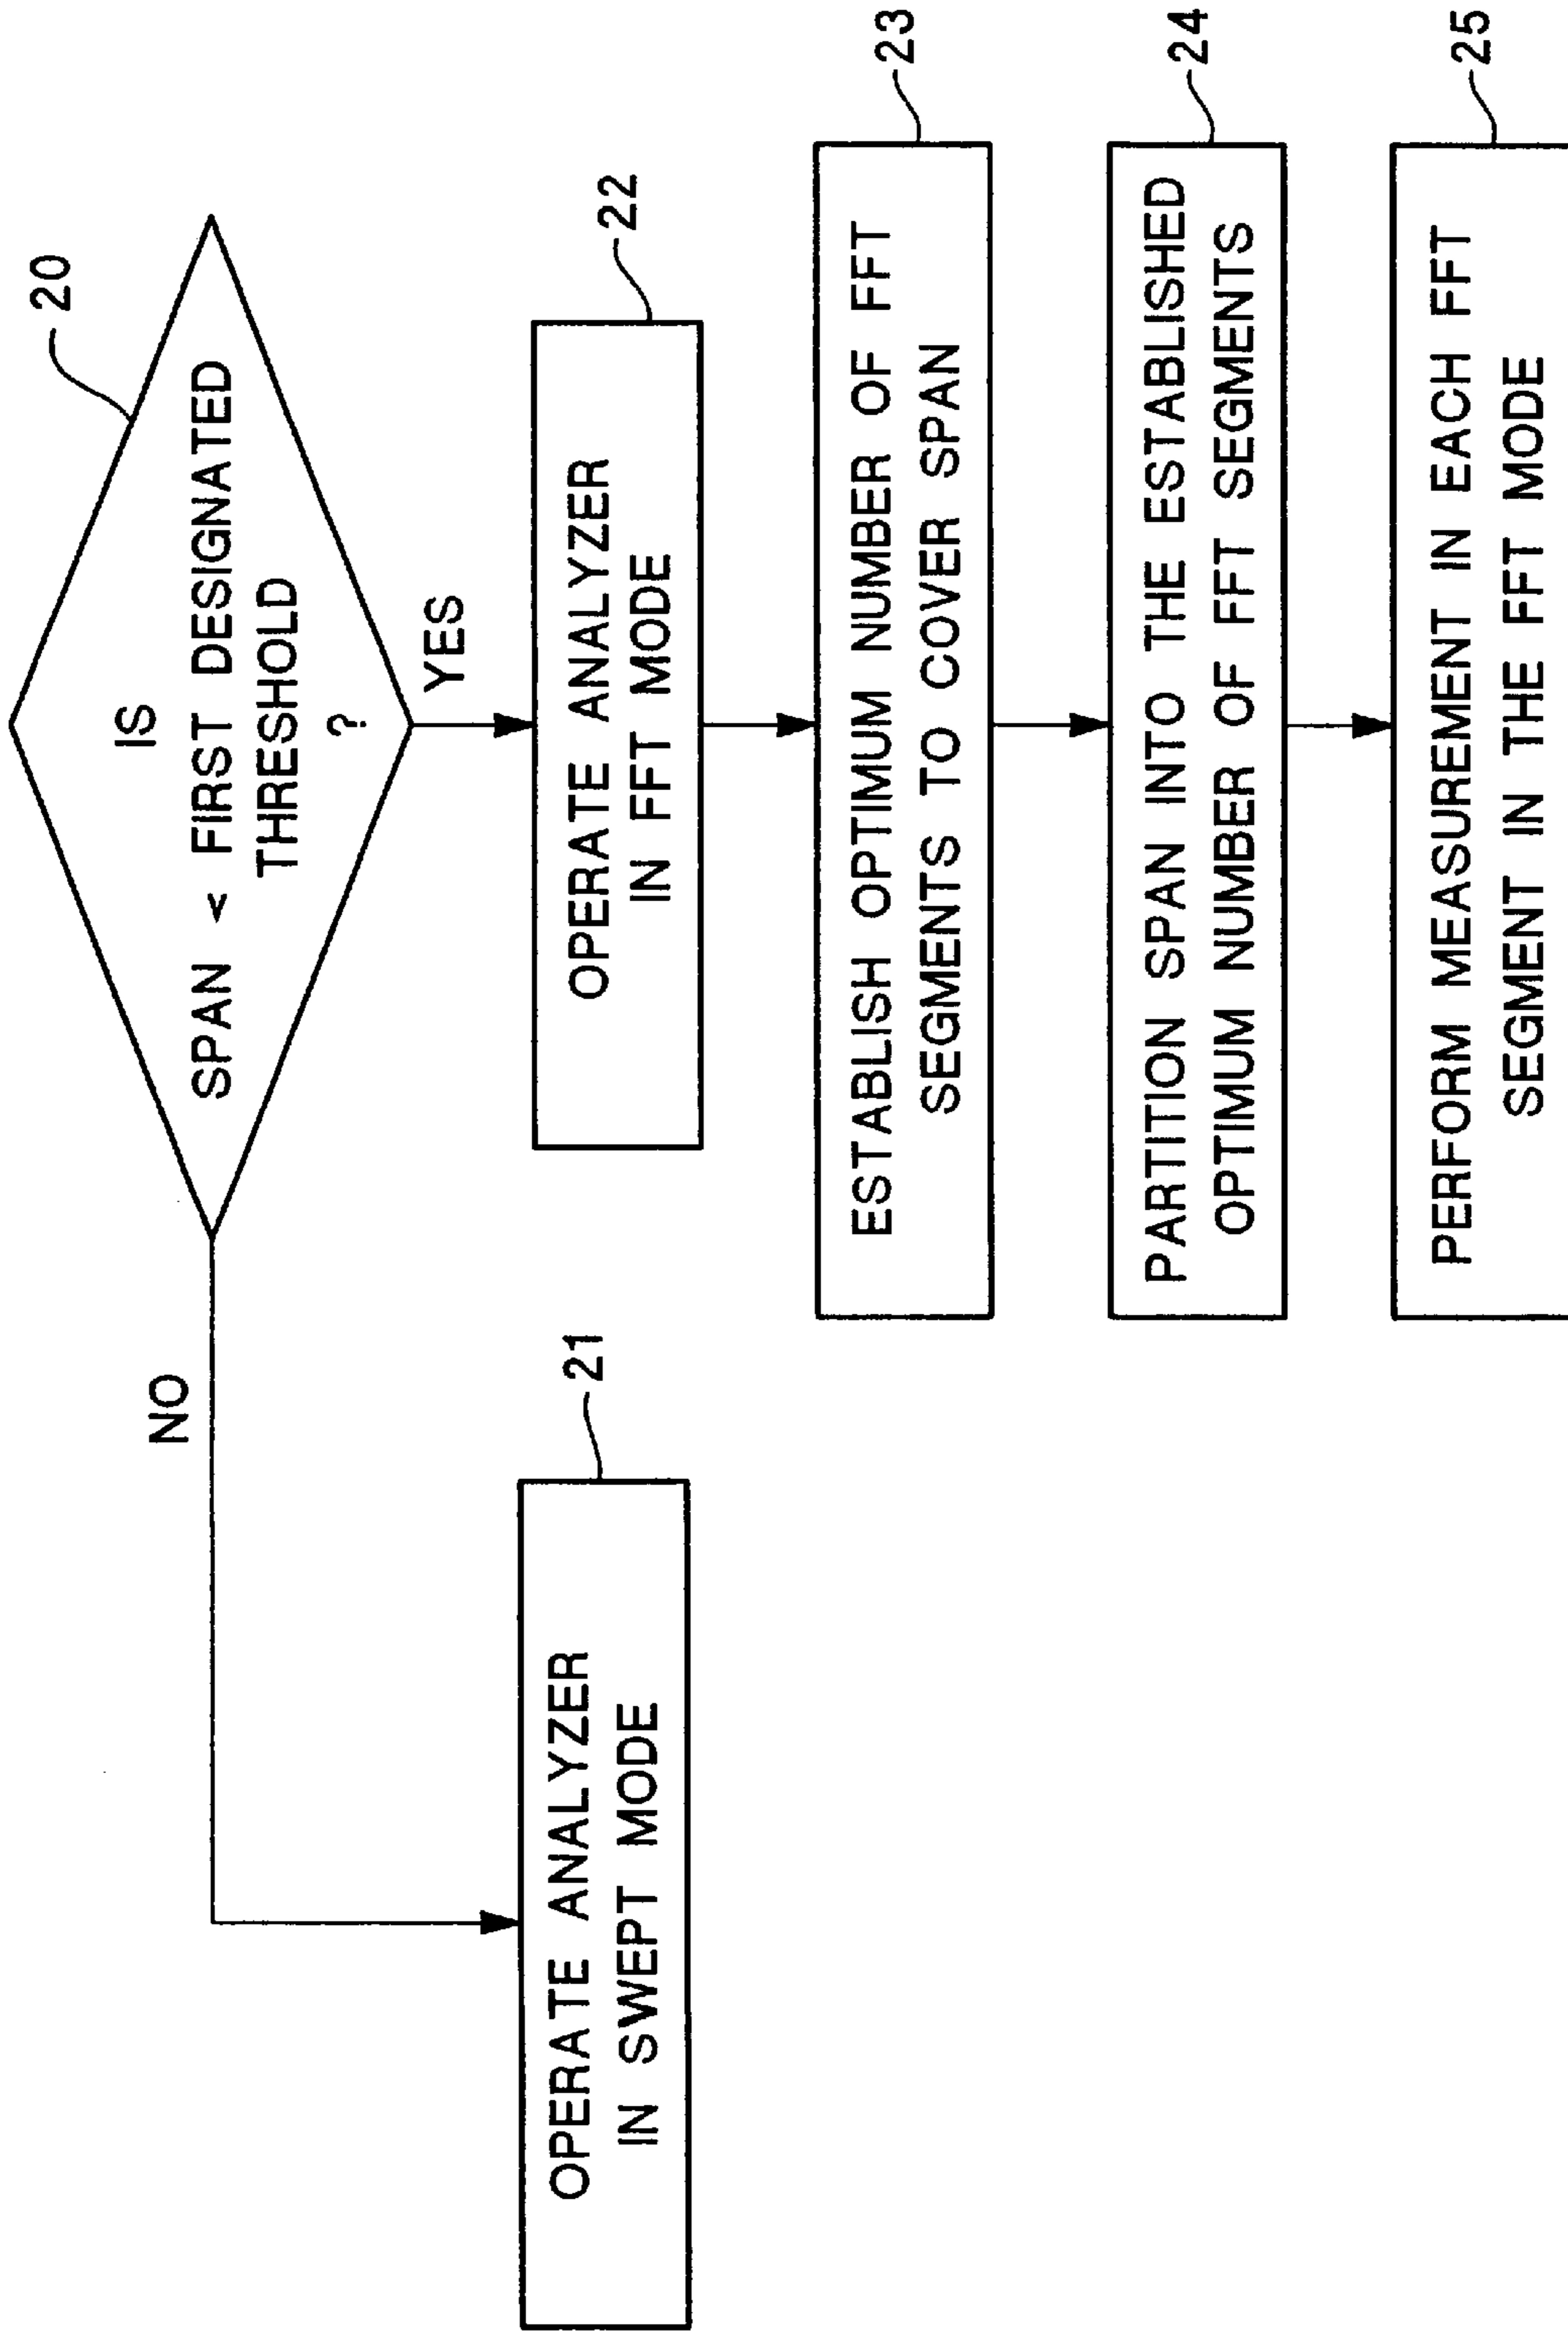 20
IS
SPAN < FIRST DESIGNATED
THRESHOLD
?
NO
YES
21
OPERATE ANALYZER
IN SWEPT MODE
22
OPERATE ANALYZER
IN FFT MODE
23
ESTABLISH OPTIMUM NUMBER OF FFT
SEGMENTS TO COVER SPAN
24
PARTITION SPAN INTO THE ESTABLISHED
OPTIMUM NUMBER OF FFT SEGMENTS
25
PERFORM MEASUREMENT IN EACH FFT
SEGMENT IN THE FFT MODE